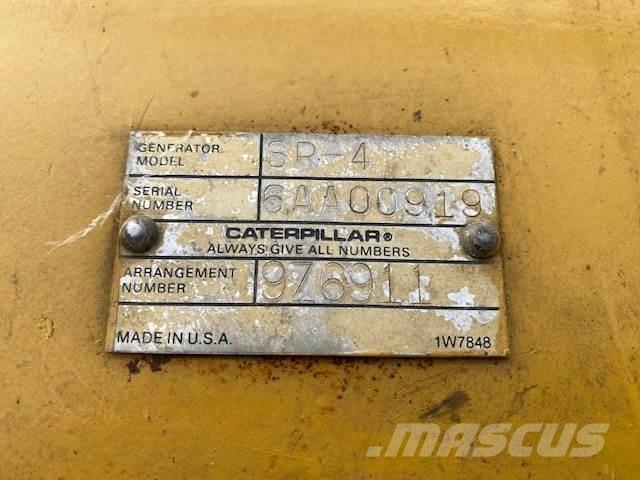 GENERATOR MODEL SR-4
SERIAL NUMBER 6AA00919
CATERPILLAR®
ALWAYS GIVE ALL NUMBERS
ARRANGEMENT NUMBER 9Z6911
MADE IN U.S.A. 1W7848
MASCUS